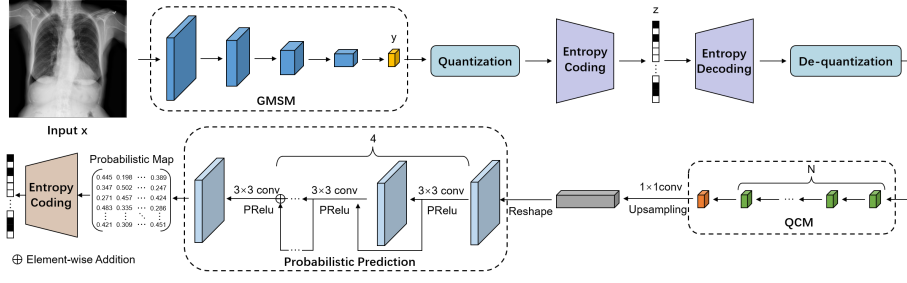 Input x
GMSM
y
Quantization
Entropy
Coding
z
Entropy
Decoding
De-quantization
N
QCM
1×1conv
Upsampling
Reshape
4
3×3 conv
PRelu
3×3 conv
PRelu
3×3 conv
PRelu
Probabilistic Prediction
Probabilistic Map
0.445 0.198 ··· 0.389
0.347 0.502 ··· 0.247
0.271 0.457 ··· 0.424
0.483 0.335 ··· 0.286
0.421 0.309 ··· 0.451
Entropy
Coding
⊕ Element-wise Addition